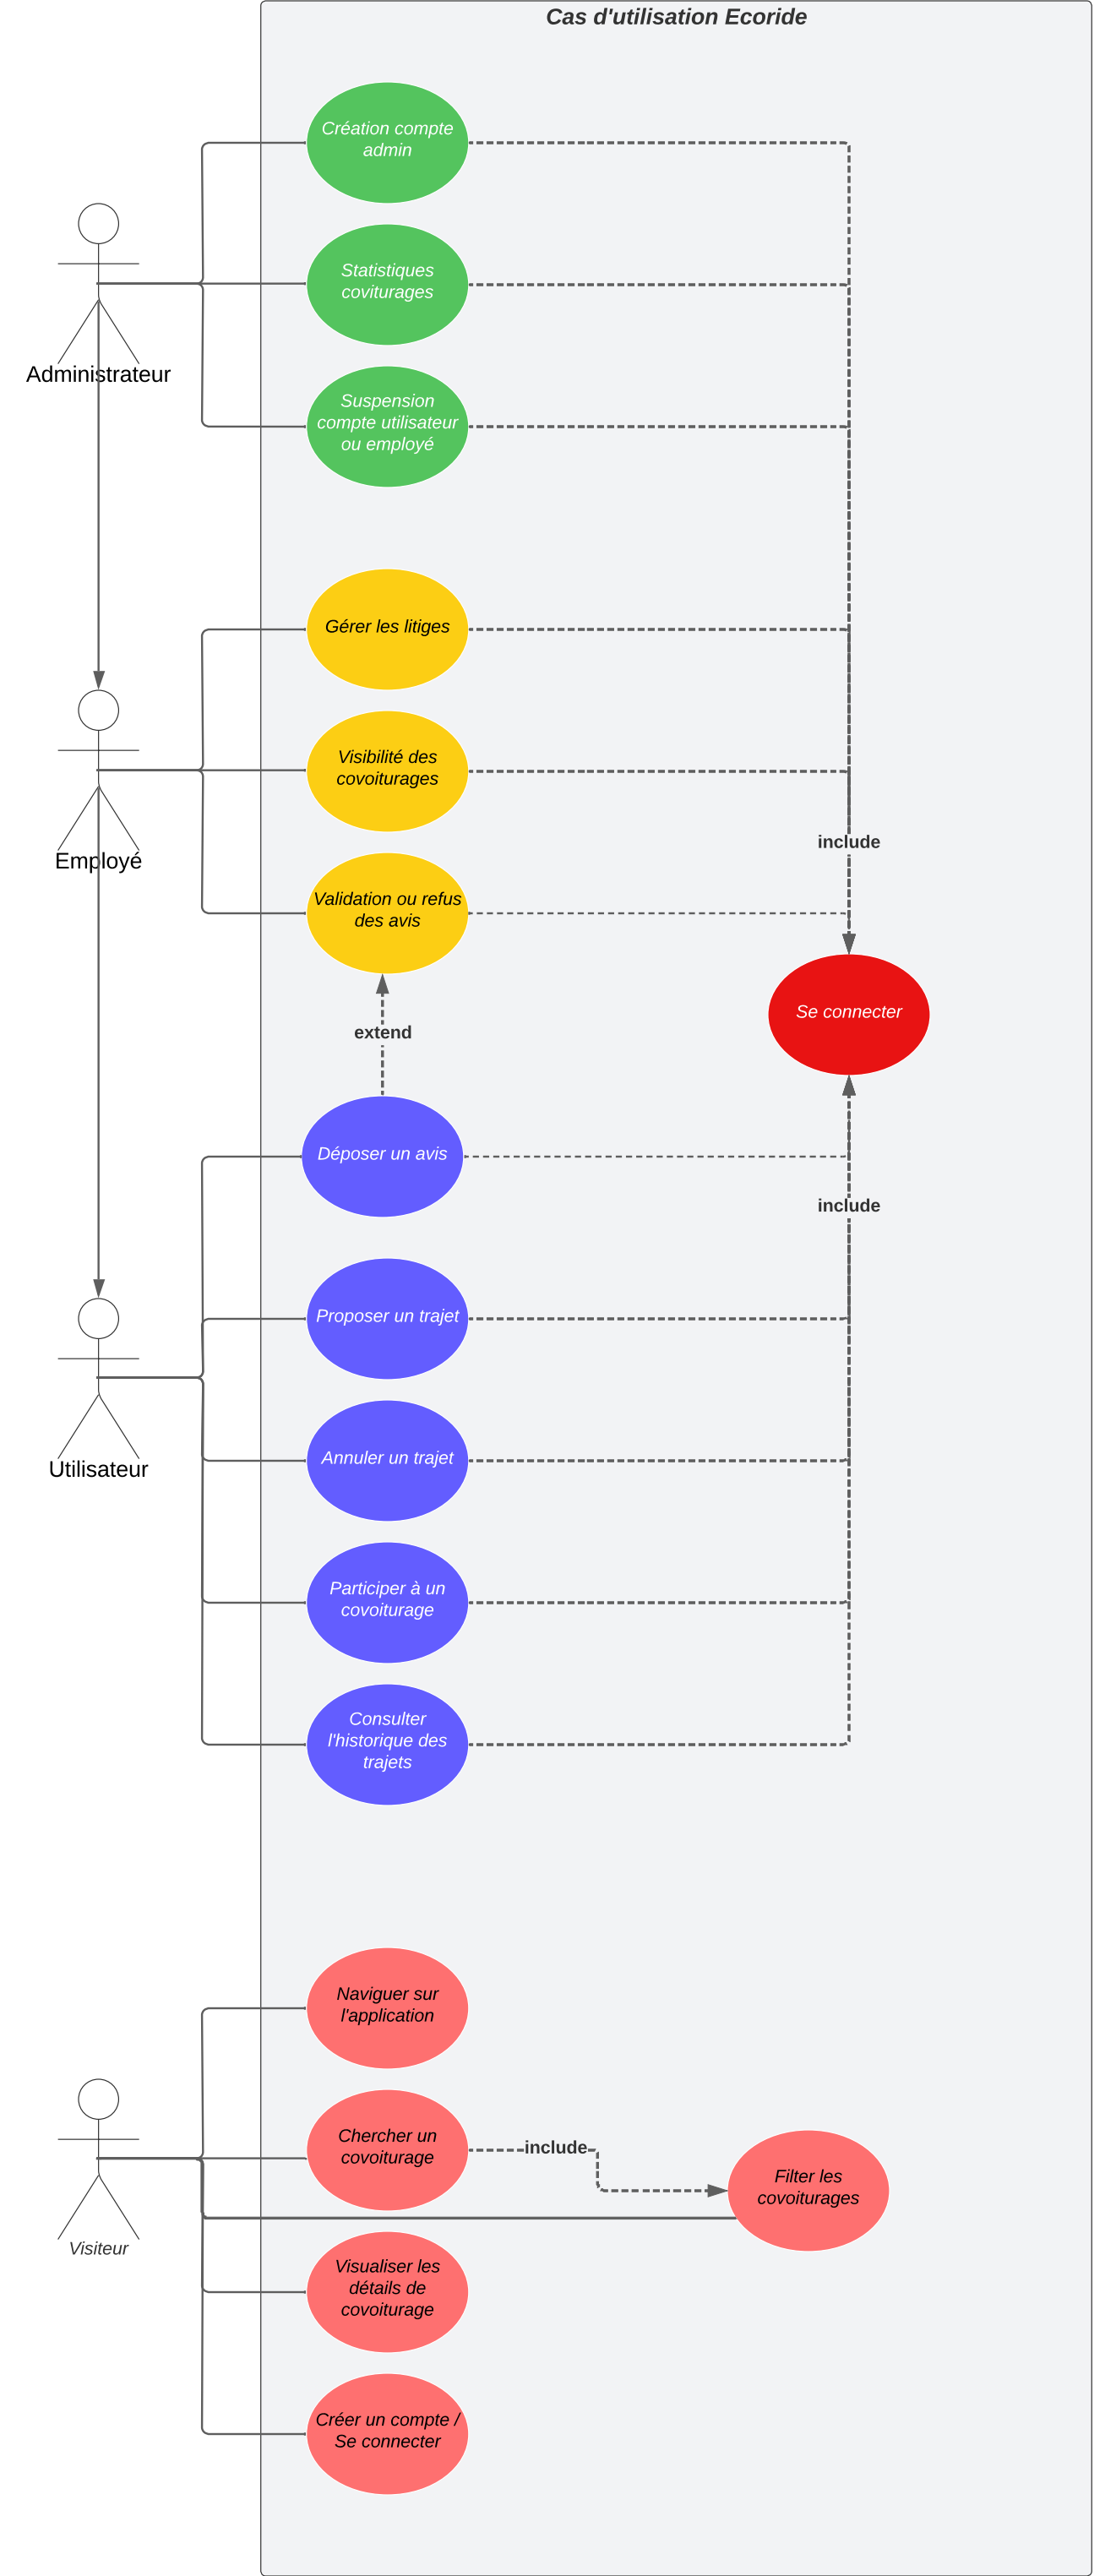 Cas d'utilisation Ecoride
Création compte
admin
Statistiques
coviturages
Administrateur
Suspension
compte utilisateur
ou employé
Gérer les litiges
Visibilité des
covoiturages
include
Employé
Validation ou refus
des avis
Se connecter
extend
Déposer un avis
include
Proposer un trajet
Annuler un trajet
Utilisateur
Participer à un
covoiturage
Consulter
l'historique des
trajets
Naviguer sur
l'application
Chercher un
covoiturage
include
Filter les
covoiturages
Visiteur
Visualiser les
détails de
covoiturage
Créer un compte /
Se connecter